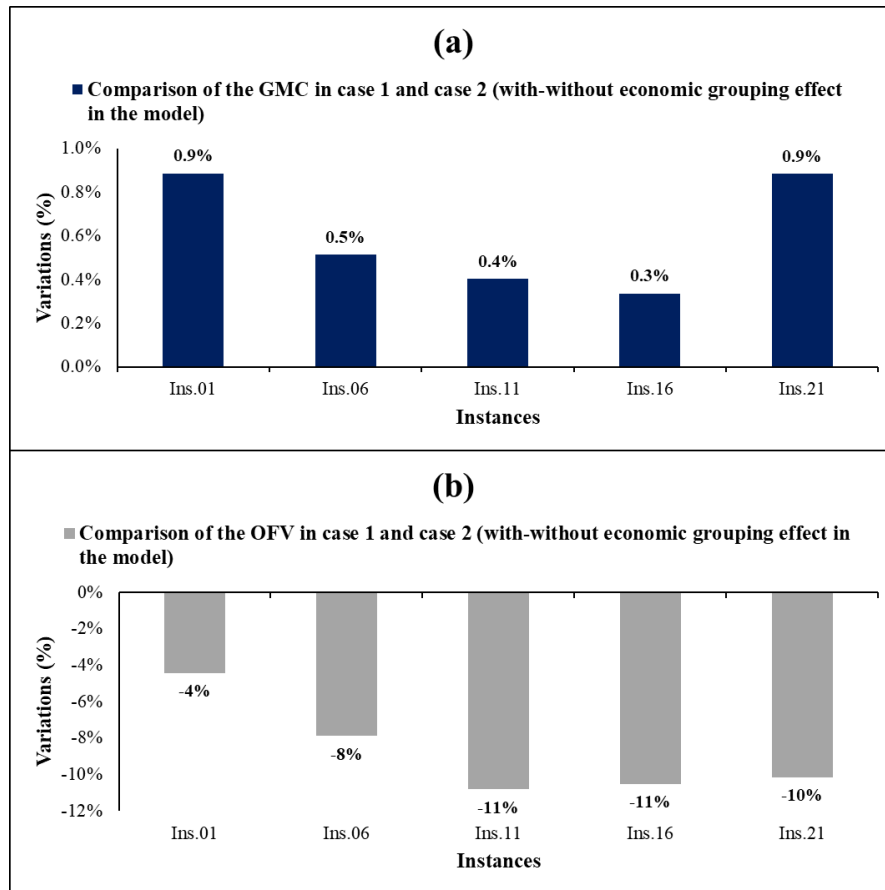 (a)
Comparison of the GMC in case 1 and case 2 (with-without economic grouping effect
in the model)
1.0%
0.8%
0.6%
0.4%
0.2%
0.0%
Variations (%)
0.9%
0.5%
0.4%
0.3%
0.9%
Ins.01 Ins.06 Ins.11 Ins.16 Ins.21
Instances
(b)
Comparison of the OFV in case 1 and case 2 (with-without economic grouping effect in
the model)
0%
-2%
-4%
-6%
-8%
-10%
-12%
Variations (%)
-4%
-8%
-11%
-11%
-10%
Ins.01 Ins.06 Ins.11 Ins.16 Ins.21
Instances